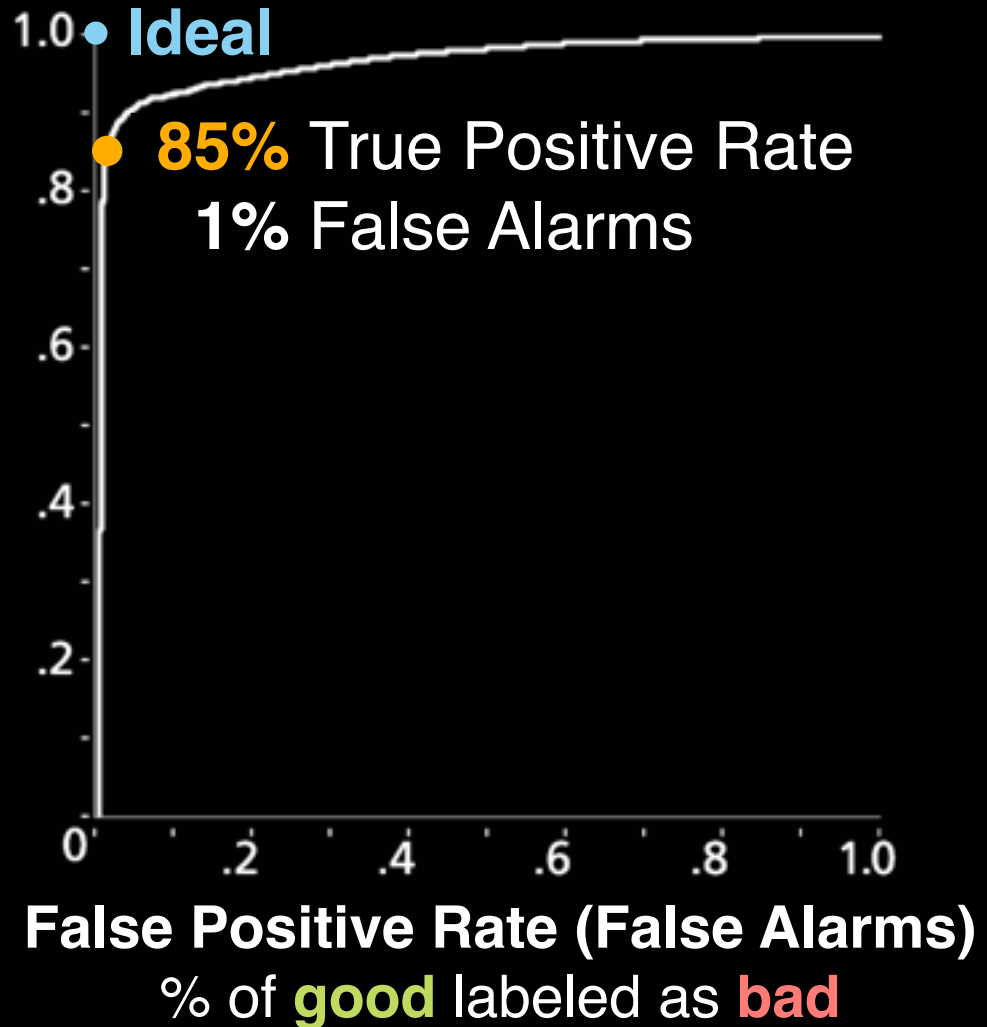 1.0 Ideal
85% True Positive Rate
.8
1% False Alarms
.6
.4
.2
0 .2 .4 .6 .8 1.0
False Positive Rate (False Alarms)
% of good labeled as bad